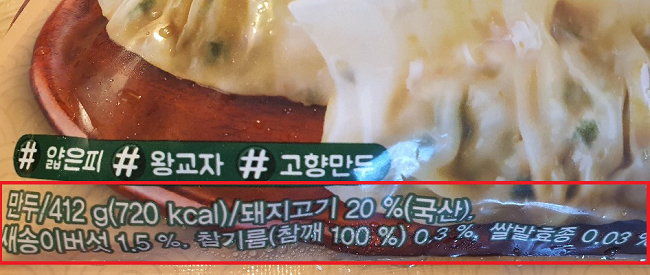 # 얇은피 # 왕교자 # 고향만두
만두/412 g(720 kcal)/돼지고기 20 %(국산),
새송이버섯 1.5 %, 참기름(참깨 100 %) 0.3 %, 쌀발효종 0.03 %